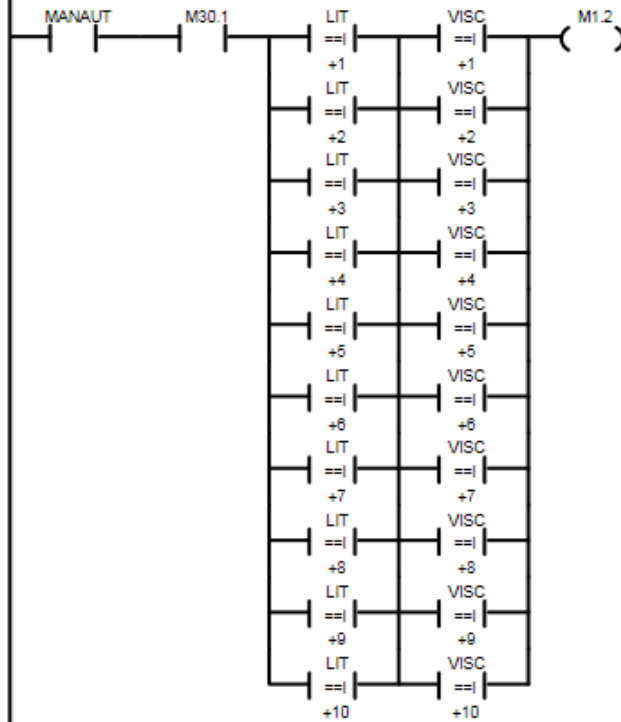 MANAUT M30.1 LIT VISC M1.2
==I ==I
+1 +1
LIT VISC
==I ==I
+2 +2
LIT VISC
==I ==I
+3 +3
LIT VISC
==I ==I
+4 +4
LIT VISC
==I ==I
+5 +5
LIT VISC
==I ==I
+6 +6
LIT VISC
==I ==I
+7 +7
LIT VISC
==I ==I
+8 +8
LIT VISC
==I ==I
+9 +9
LIT VISC
==I ==I
+10 +10